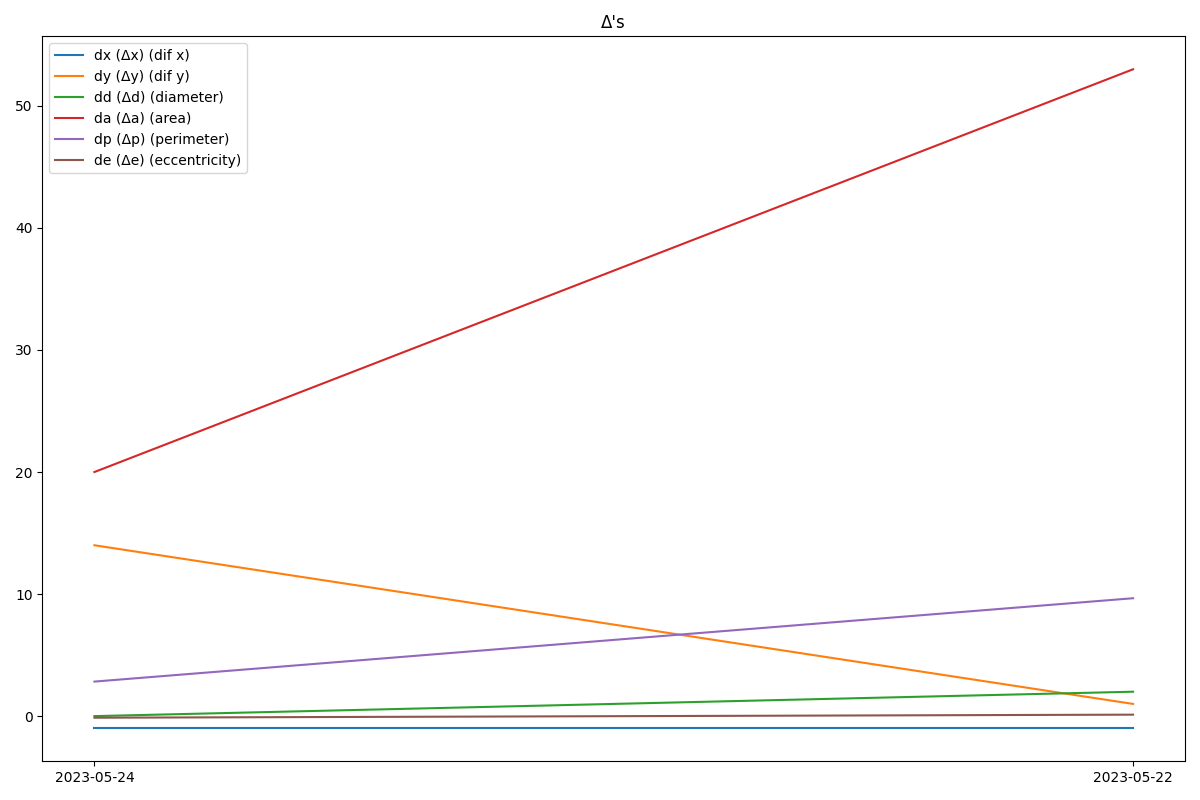 Δ's
dx (Δx) (dif x)
dy (Δy) (dif y)
dd (Δd) (diameter)
da (Δa) (area)
dp (Δp) (perimeter)
de (Δe) (eccentricity)
50
40
30
20
10
0
2023-05-24
2023-05-22